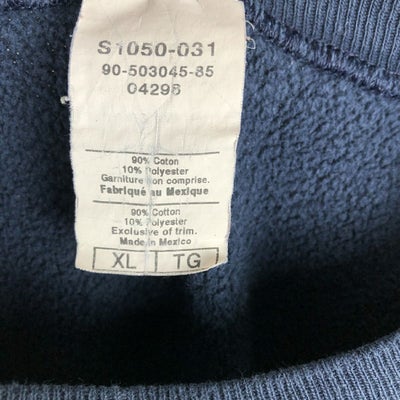 S1050-031
90-503045-85
04298
90% Coton
10% Polyester
Garniture non comprise.
Fabriqué au Mexique
90% Cotton
10% Polyester
Exclusive of trim.
Made in Mexico
XL TG